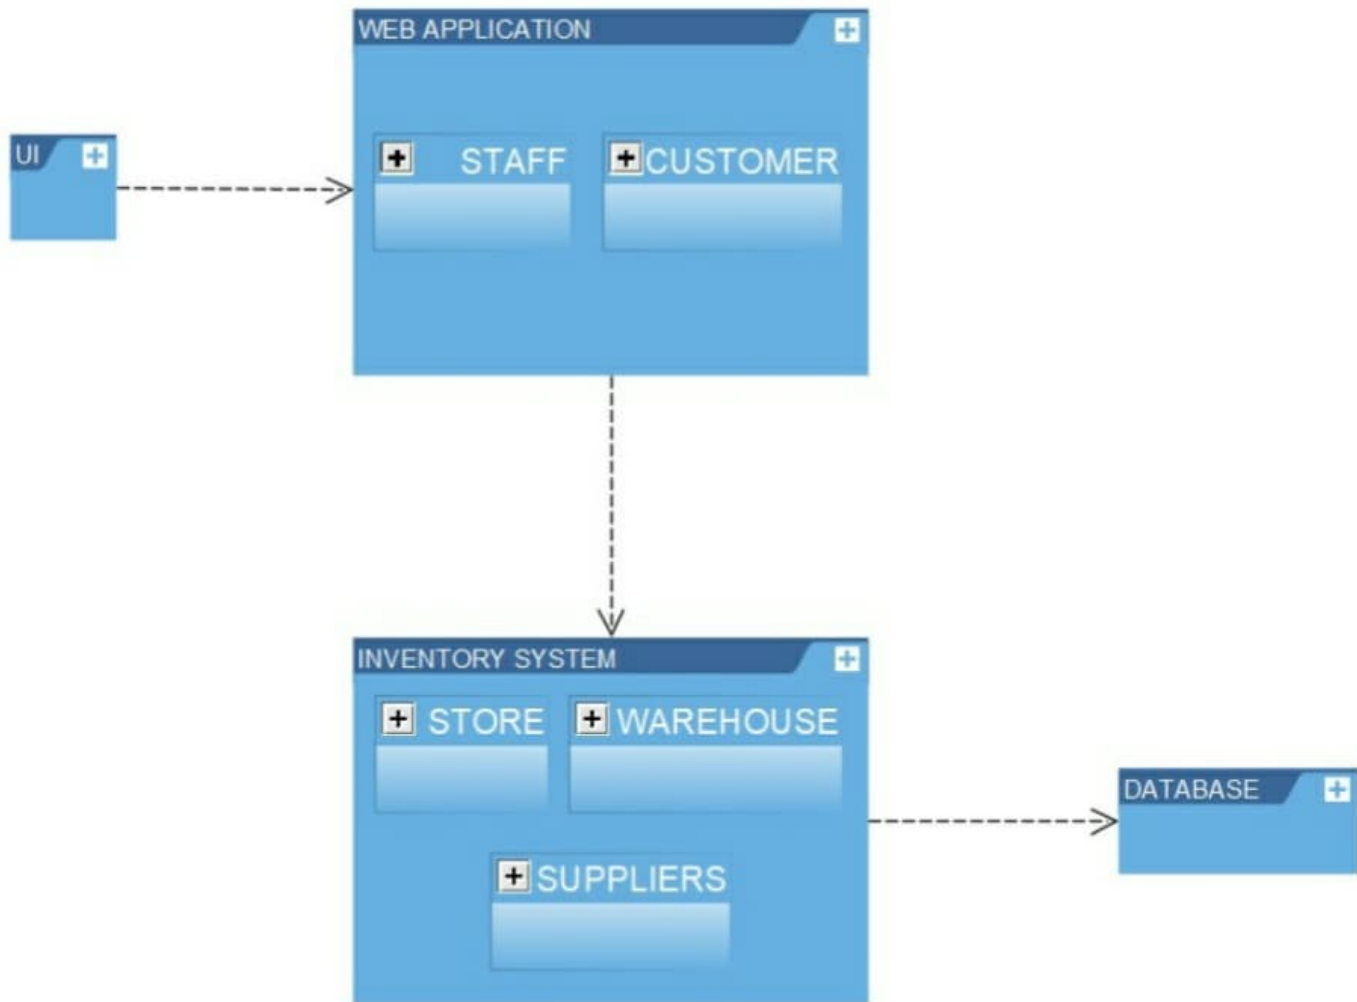 WEB APPLICATION
UI
STAFF
CUSTOMER
INVENTORY SYSTEM
STORE
WAREHOUSE
DATABASE
SUPPLIERS